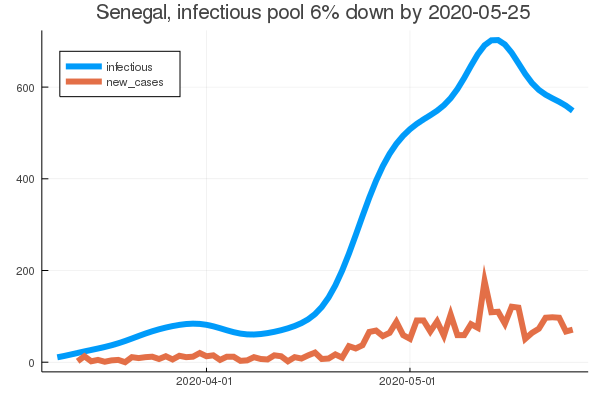 Senegal, infectious pool 6% down by 2020-05-25
infectious
new_cases
600
400
200
0
2020-04-01
2020-05-01